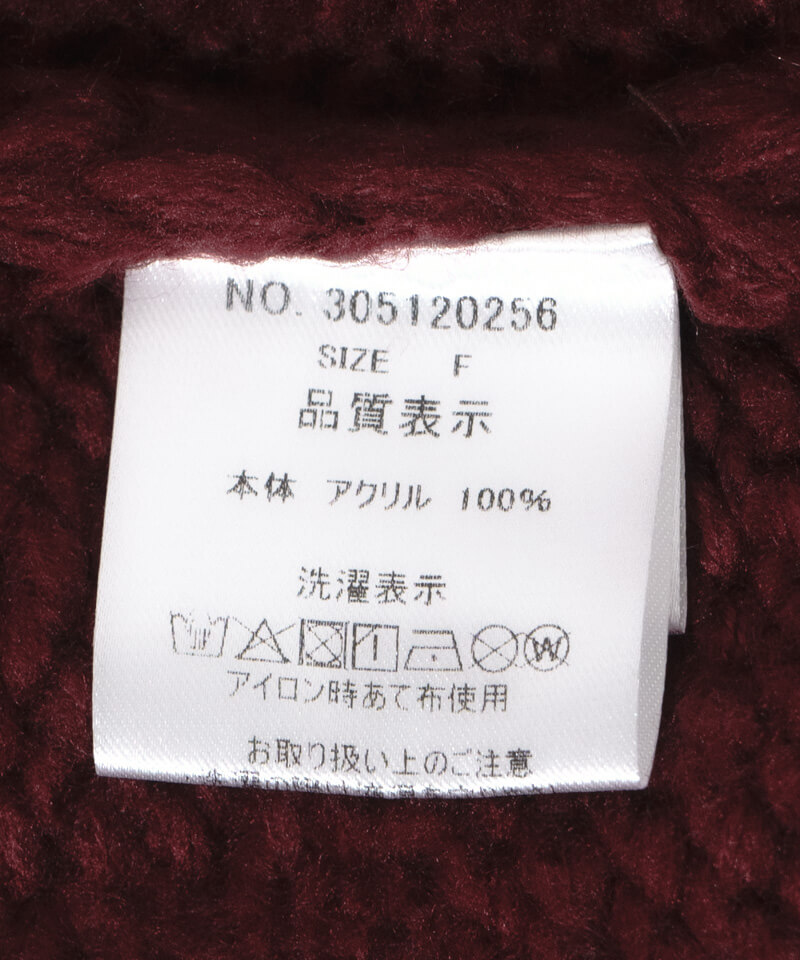 NO. 305120256
SIZE F
品質表示
本体 アクリル 100%
洗濯表示
W
アイロン時あて布使用
お取り扱い上のご注意